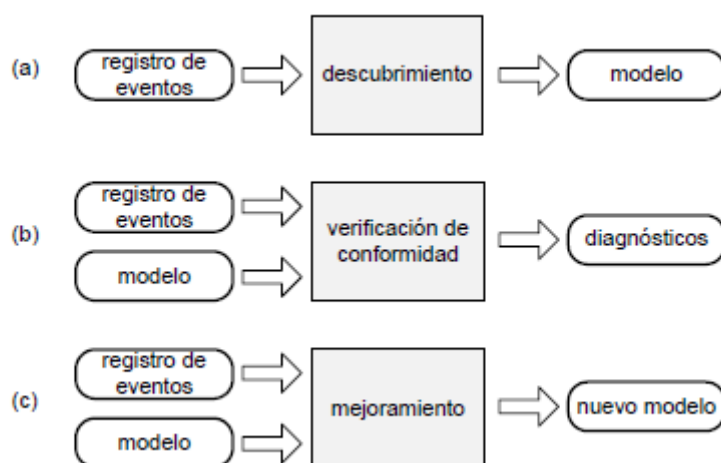 (a)
registro de
eventos
descubrimiento
modelo
(b)
registro de
eventos
modelo
verificación de
conformidad
diagnósticos
(c)
registro de
eventos
modelo
mejoramiento
nuevo modelo